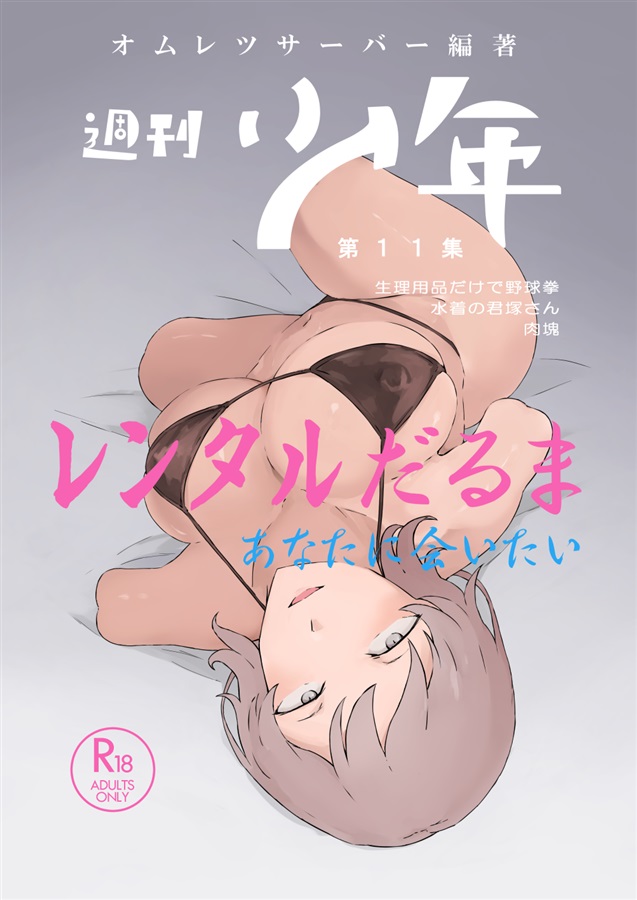 オムレツサーバー編著
週刊少年
第11集
生理用品だけで野球拳
水着の君塚さん
肉塊
レンタルだるま
あなたに会いたい
R18
ADULTS
ONLY